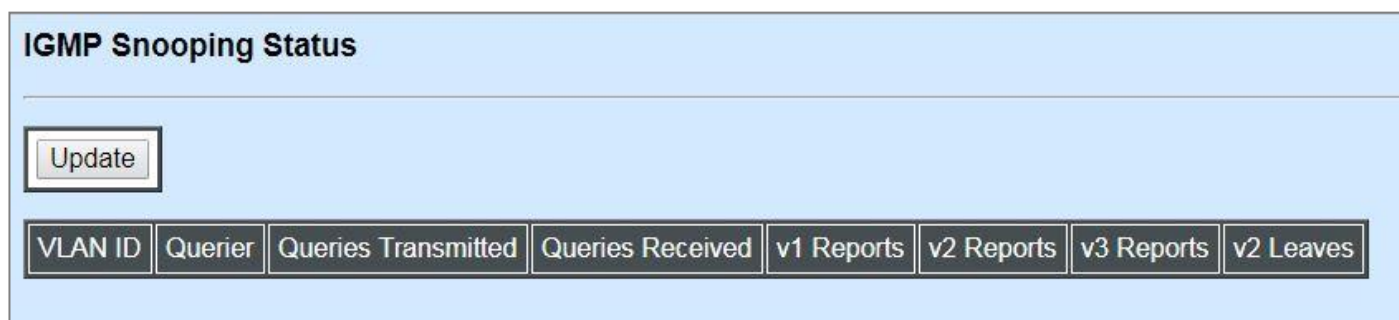 IGMP Snooping Status
Update
VLAN ID Querier Queries Transmitted Queries Received v1 Reports v2 Reports v3 Reports v2 Leaves